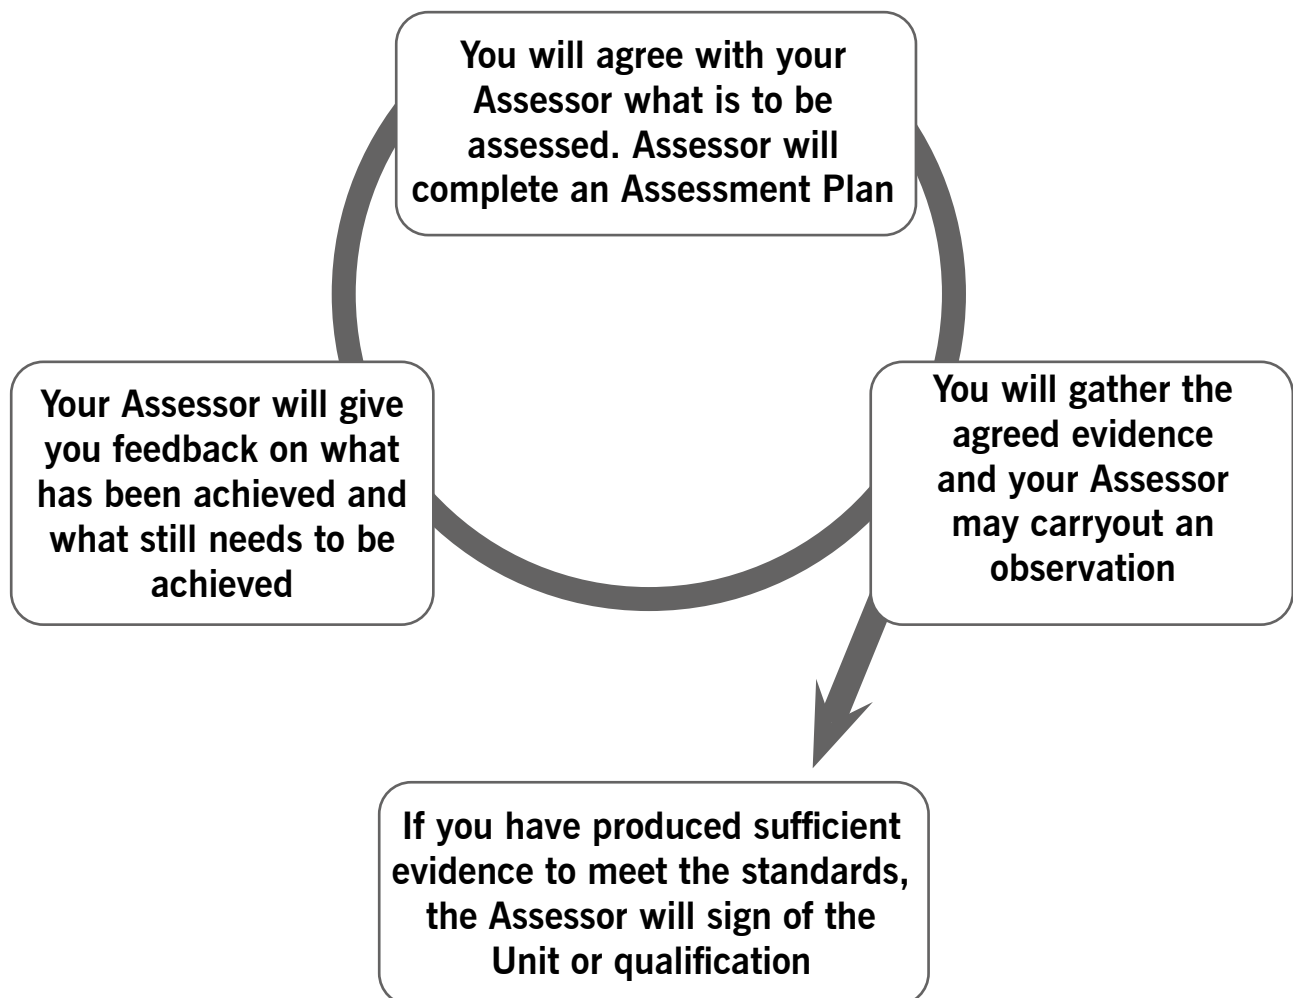 You will agree with your
Assessor what is to be
assessed. Assessor will
complete an Assessment Plan
Your Assessor will give
you feedback on what
has been achieved and
what still needs to be
achieved
You will gather the
agreed evidence
and your Assessor
may carryout an
observation
If you have produced sufficient
evidence to meet the standards,
the Assessor will sign of the
Unit or qualification